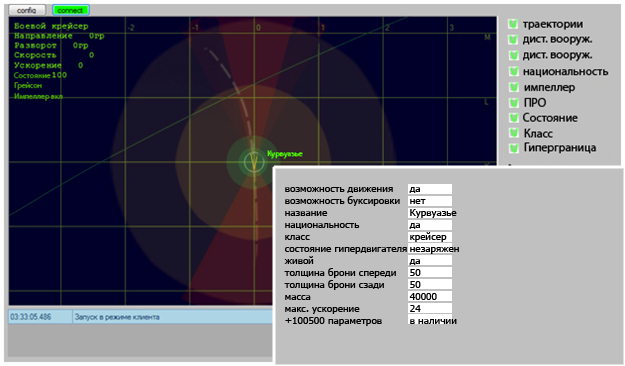 config connect
-2 -1 0 1 2
Боевой крейсер
Направление 0гр
Разворот 0гр
Скорость 0
Ускорение 0
Состояние 100
Грейсон
Импеллер вкл
M
L
Курвуазье
траектории
дист. вооруж.
дист. вооруж.
национальность
импеллер
ПРО
Состояние
Класс
Гиперграница
возможность движения да
возможность буксировки нет
название Курвуазье
национальность да
класс крейсер
состояние гипердвигателя незаряжен
живой да
толщина брони спереди 50
толщина брони сзади 50
масса 40000
макс. ускорение 24
+100500 параметров в наличии
03:33:05.486 Запуск в режиме клиента